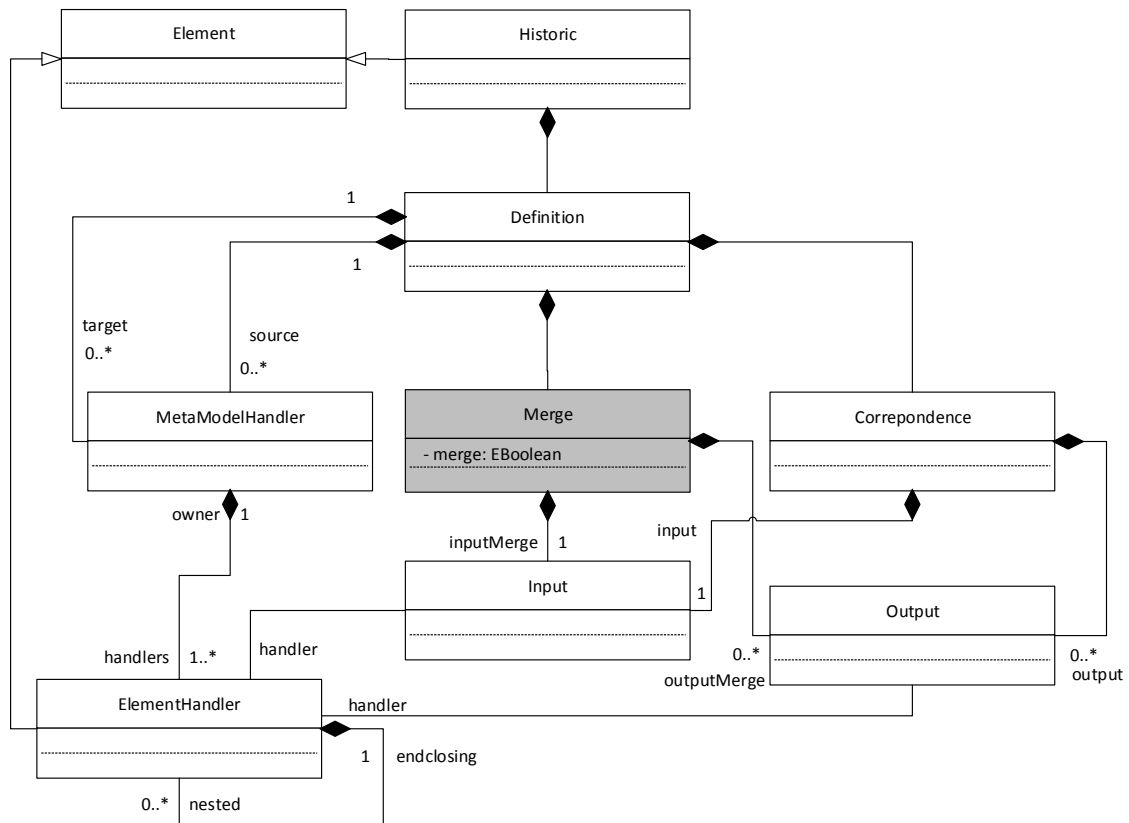 Element
Historic
1
Definition
1
target
0..*
source
0..*
MetaModelHandler
Merge
- merge: EBoolean
Correpondence
owner
1
inputMerge
1
input
Input
1
Output
handlers
1..*
handler
0..*
outputMerge
0..*
output
ElementHandler
handler
1
endclosing
0..*
nested